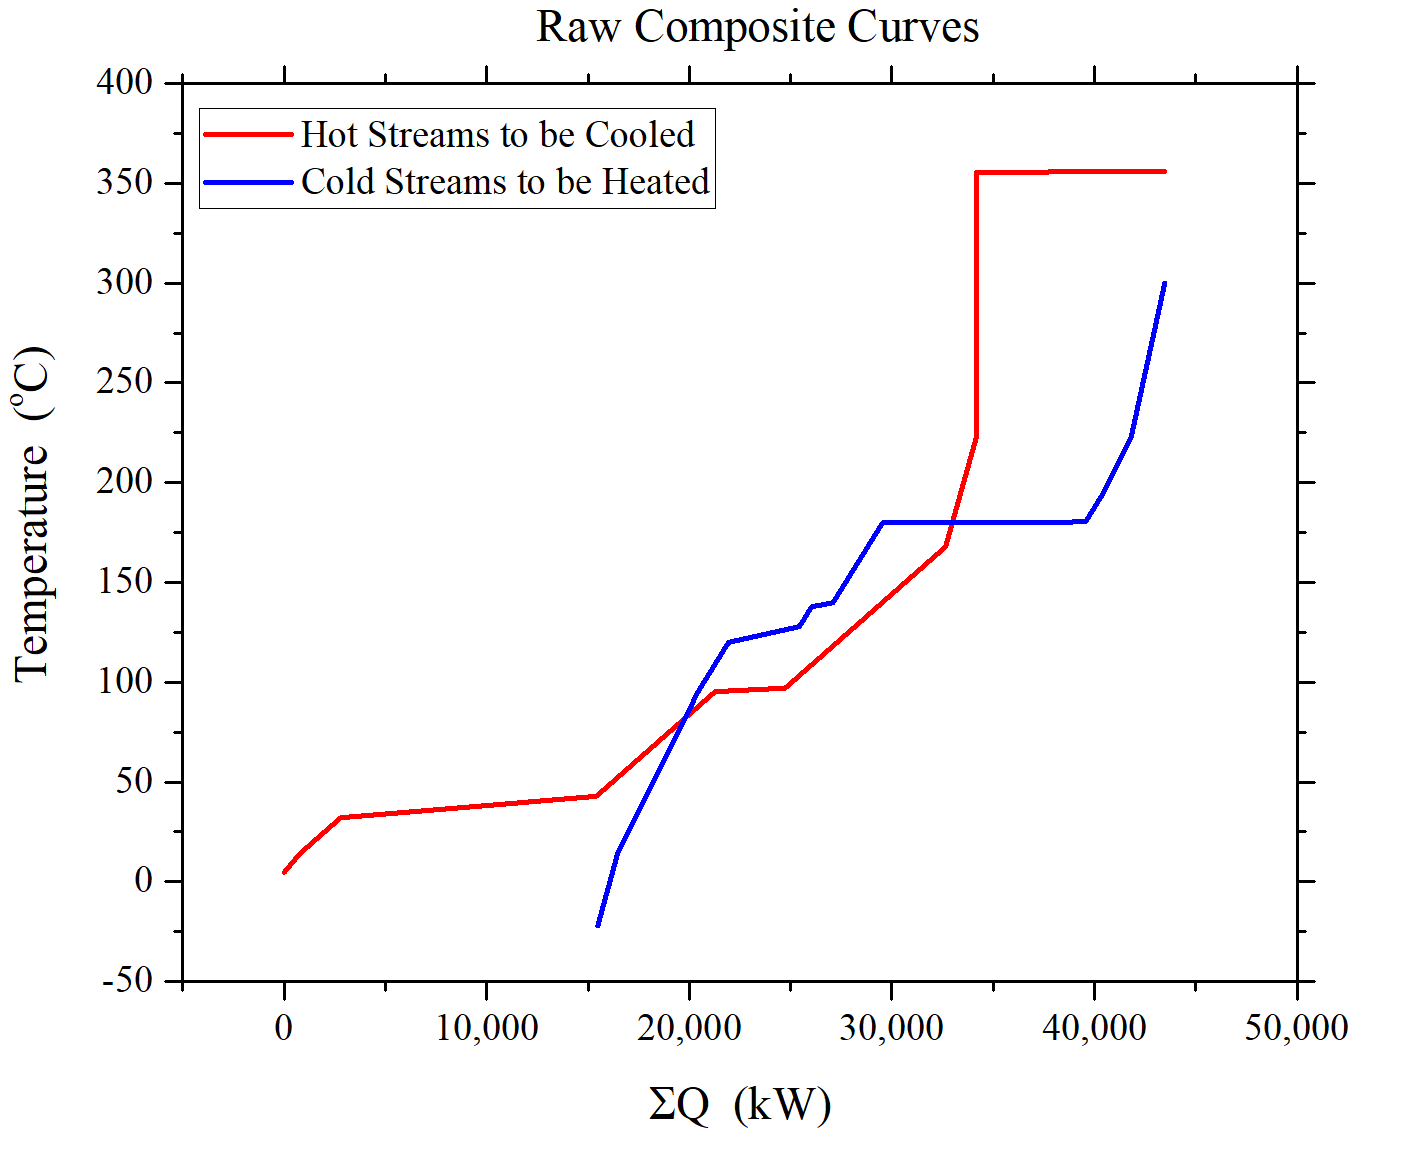 Raw Composite Curves
Hot Streams to be Cooled
Cold Streams to be Heated
400
350
300
250
200
150
100
50
0
-50
Temperature (°C)
0 10,000 20,000 30,000 40,000 50,000
ΣQ (kW)